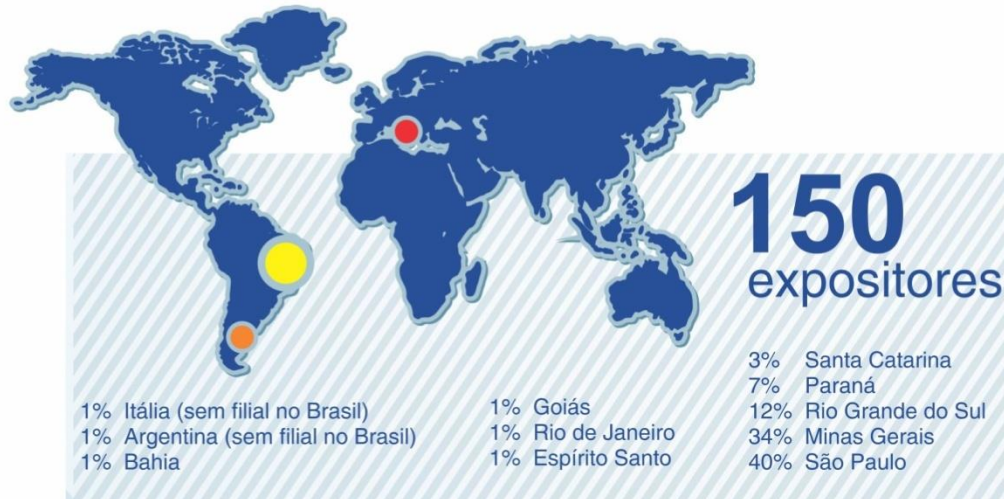 150
expositores
1% Itália (sem filial no Brasil)
1% Argentina (sem filial no Brasil)
1% Bahia
1% Goiás
1% Rio de Janeiro
1% Espírito Santo
3% Santa Catarina
7% Paraná
12% Rio Grande do Sul
34% Minas Gerais
40% São Paulo